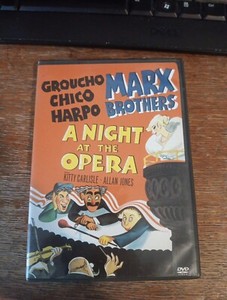 GROUCHO
CHICO
HARPO
MARX
BROTHERS
A NIGHT
AT THE
OPERA
KITTY CARLISLE · ALLAN JONES
DVD